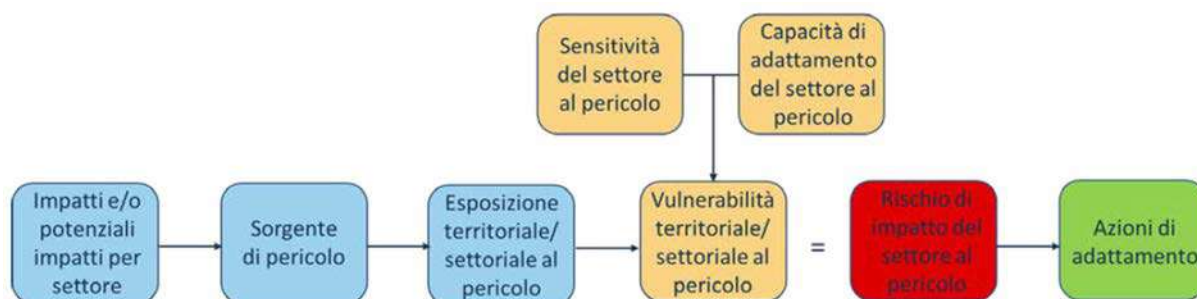 Sensitività
del settore
al pericolo
Capacità di
adattamento
del settore al
pericolo
Impatti e/o
potenziali
impatti per
settore
Sorgente
di pericolo
Esposizione
territoriale/
settoriale al
pericolo
Vulnerabilità
territoriale/
settoriale al
pericolo
=
Rischio di
impatto del
settore al
pericolo
Azioni di
adattamento